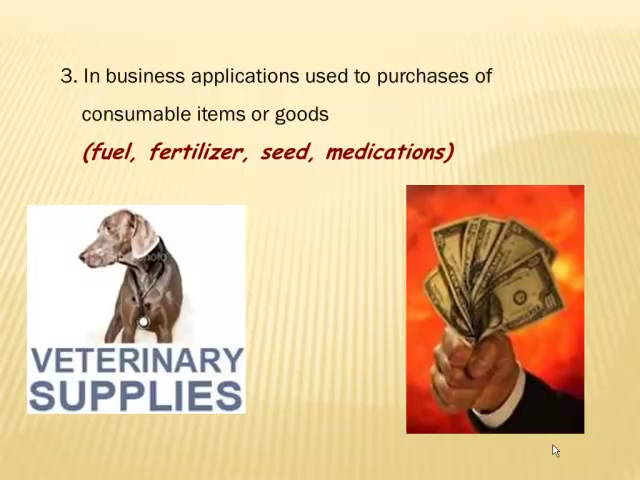 3. In business applications used to purchases of
consumable items or goods
(fuel, fertilizer, seed, medications)
VETERINARY
SUPPLIES